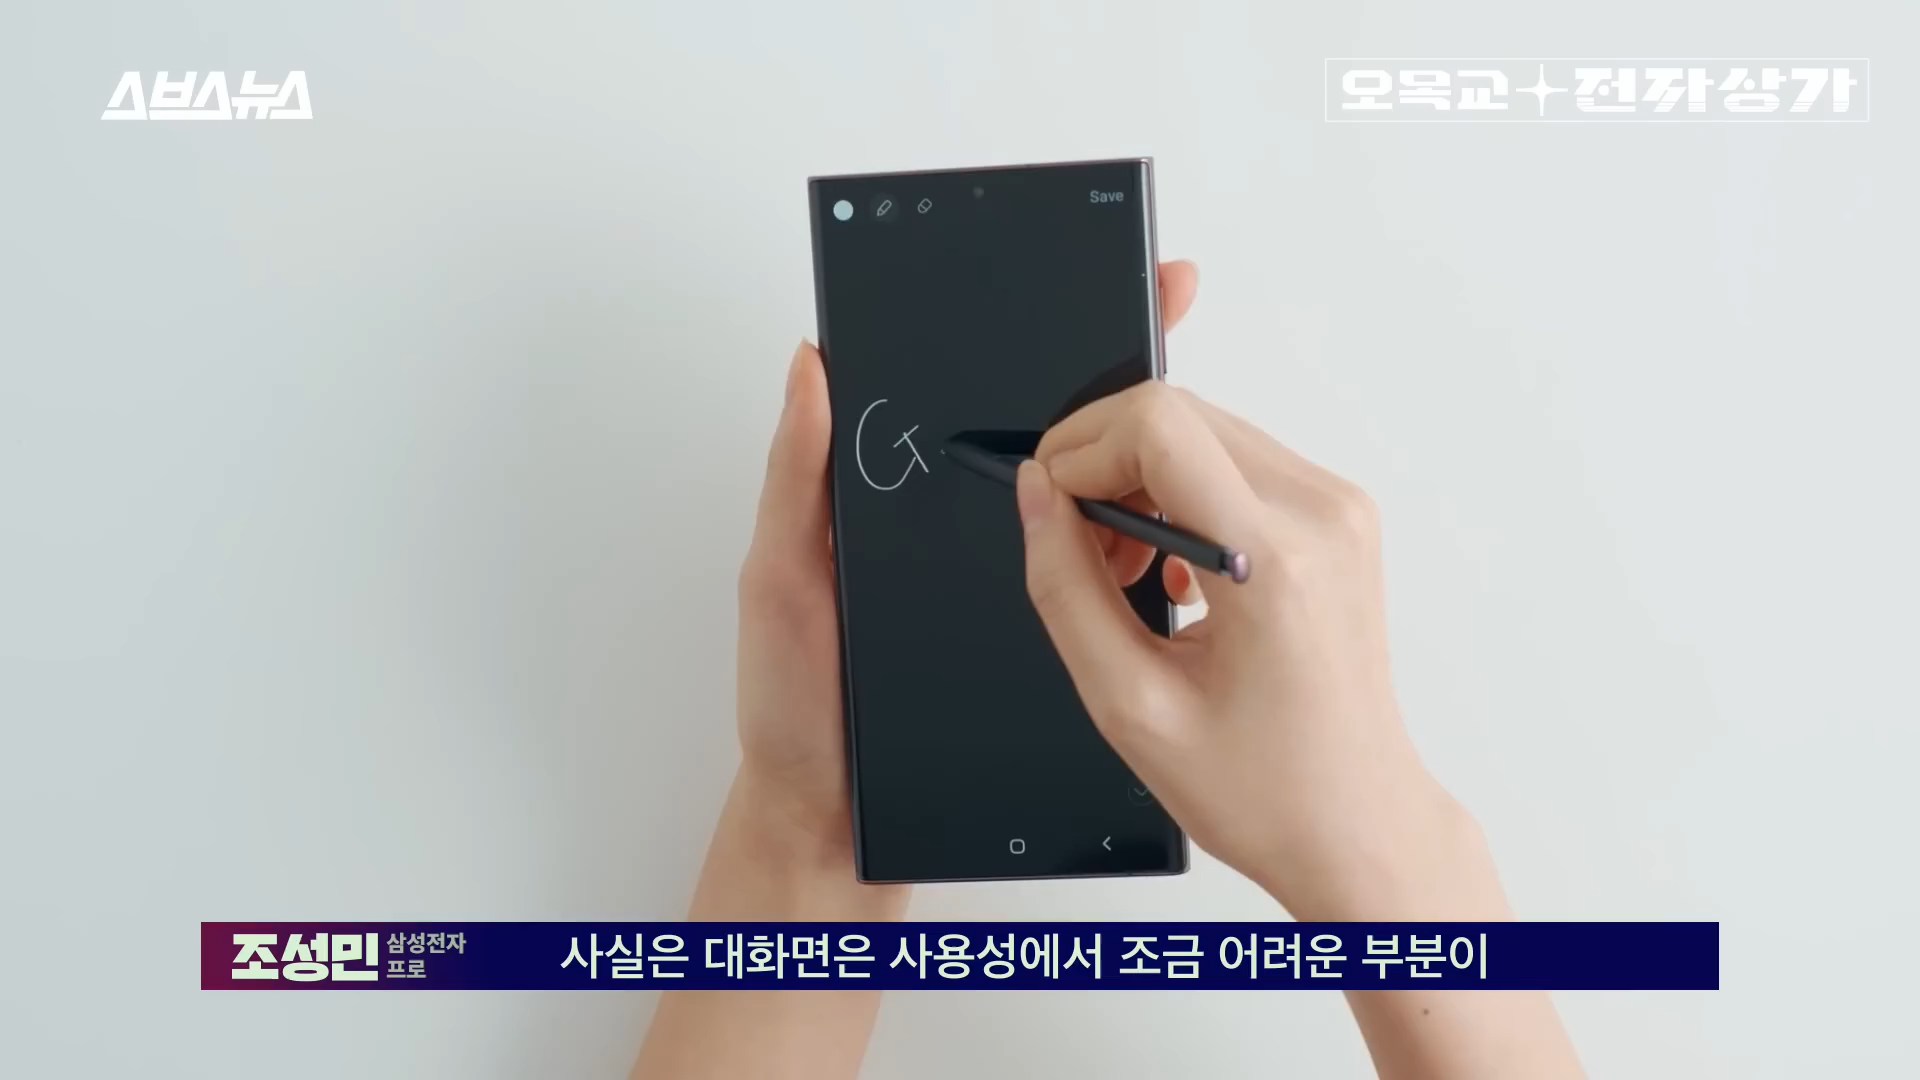 스브스뉴스
오목교 전자상가
Save
G
조성민 삼성전자 프로
사실은 대화면은 사용성에서 조금 어려운 부분이